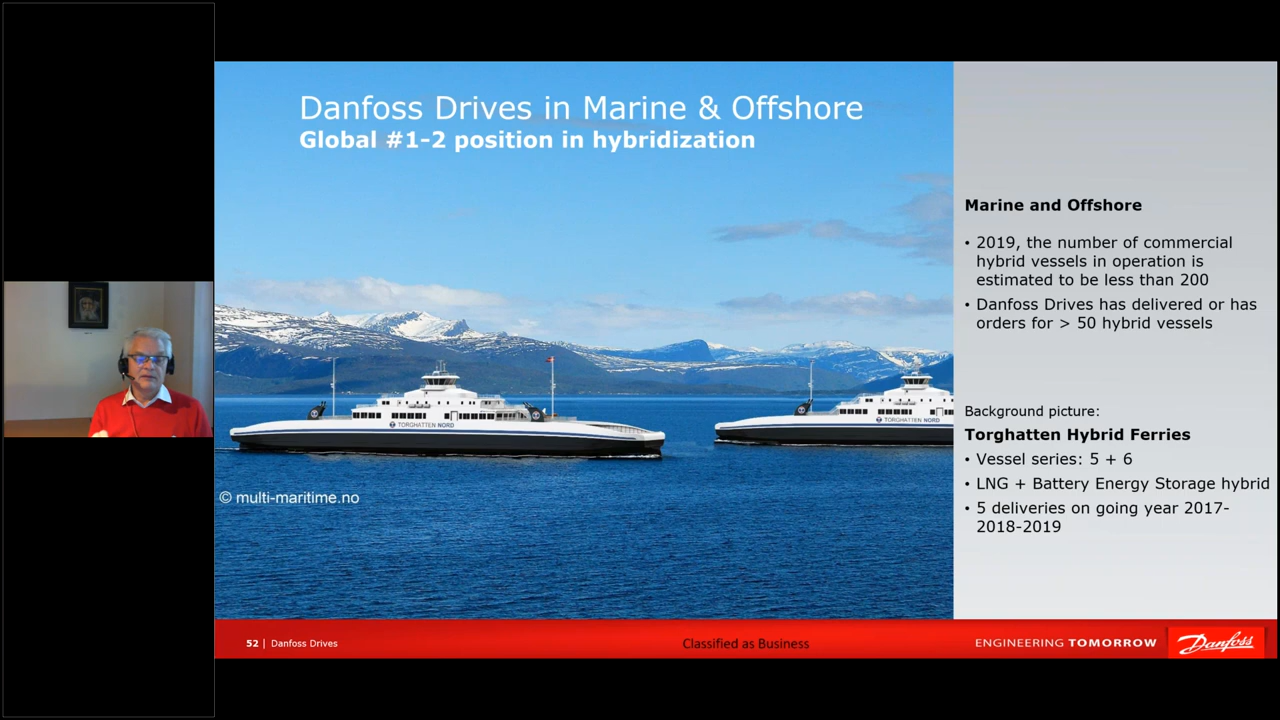 Danfoss Drives in Marine & Offshore
Global #1-2 position in hybridization
TORGHATTEN NORD
TORGHATTEN NORD
© multi-maritime.no
Marine and Offshore
• 2019, the number of commercial
hybrid vessels in operation is
estimated to be less than 200
• Danfoss Drives has delivered or has
orders for > 50 hybrid vessels
Background picture:
Torghatten Hybrid Ferries
• Vessel series: 5 + 6
• LNG + Battery Energy Storage hybrid
• 5 deliveries on going year 2017-
2018-2019
52 | Danfoss Drives
Classified as Business
ENGINEERING TOMORROW
Danfoss